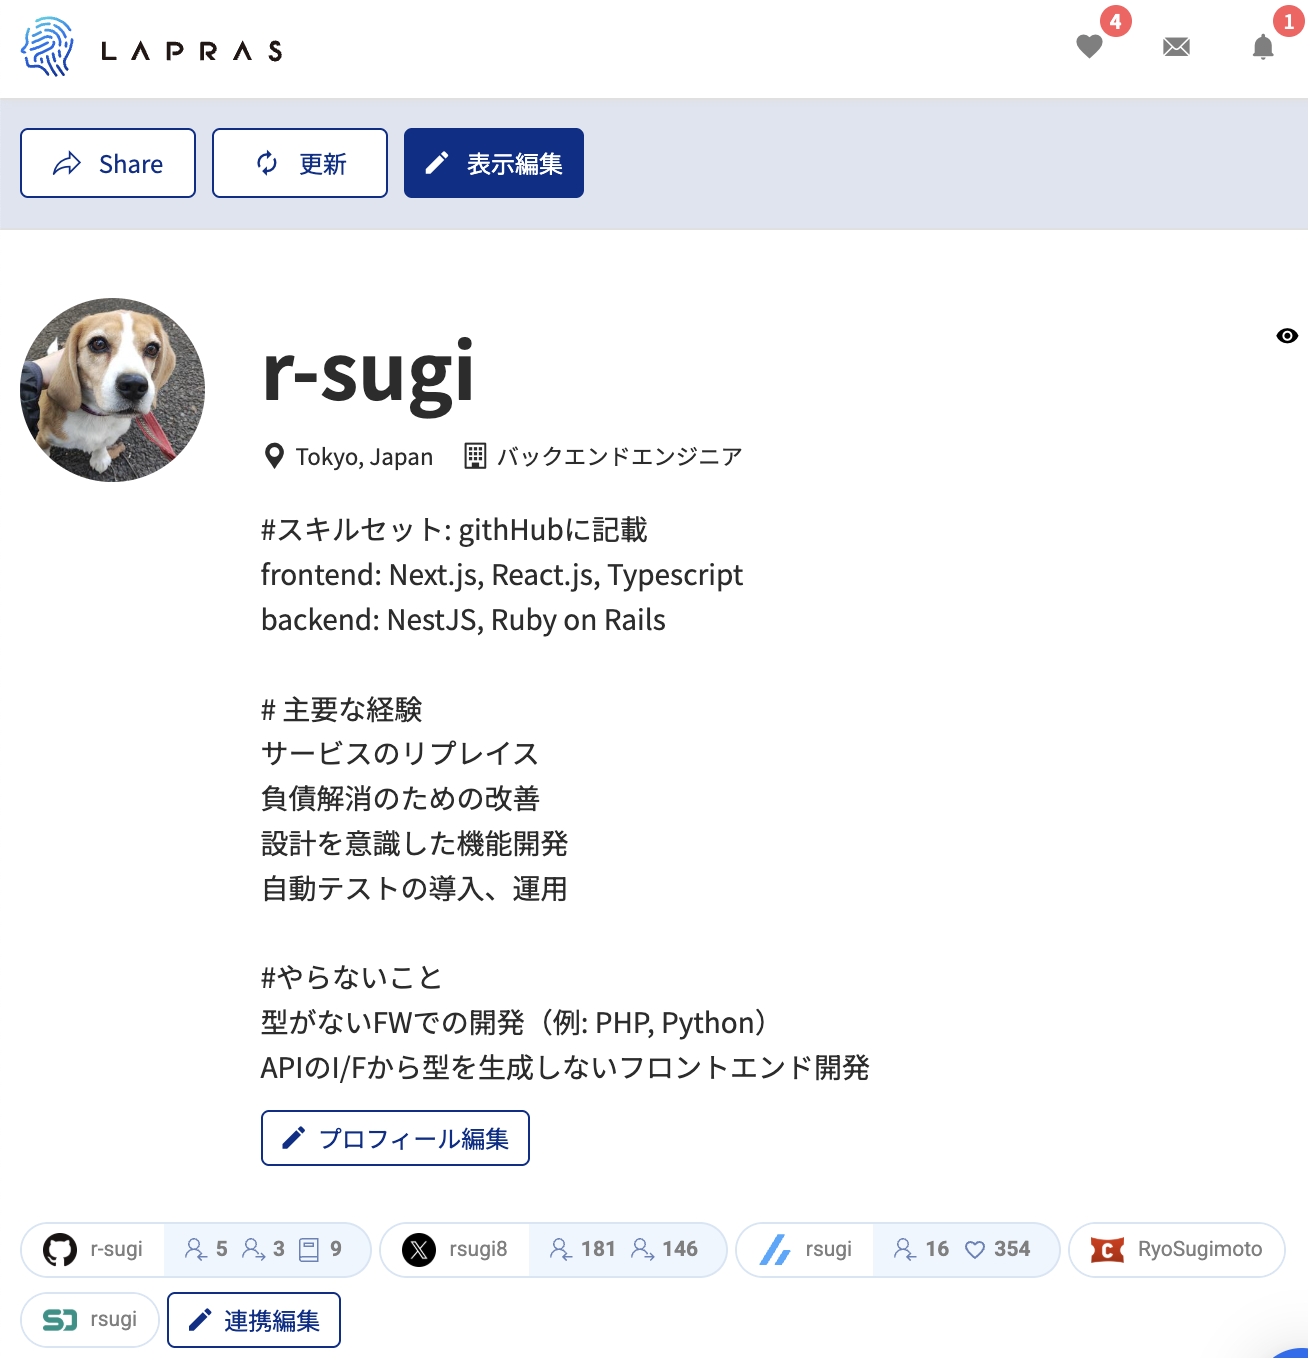 LAPRAS
4
1
Share
更新
表示編集
r-sugi
Tokyo, Japan バックエンドエンジニア
#スキルセット: githHubに記載
frontend: Next.js, React.js, Typescript
backend: NestJS, Ruby on Rails
# 主要な経験
サービスのリプレイス
負債解消のための改善
設計を意識した機能開発
自動テストの導入、運用
#やらないこと
型がないFWでの開発（例: PHP, Python）
APIのI/Fから型を生成しないフロントエンド開発
プロフィール編集
r-sugi 5 3 9
rsugi8 181 146
rsugi 16 354
RyoSugimoto
rsugi
連携編集